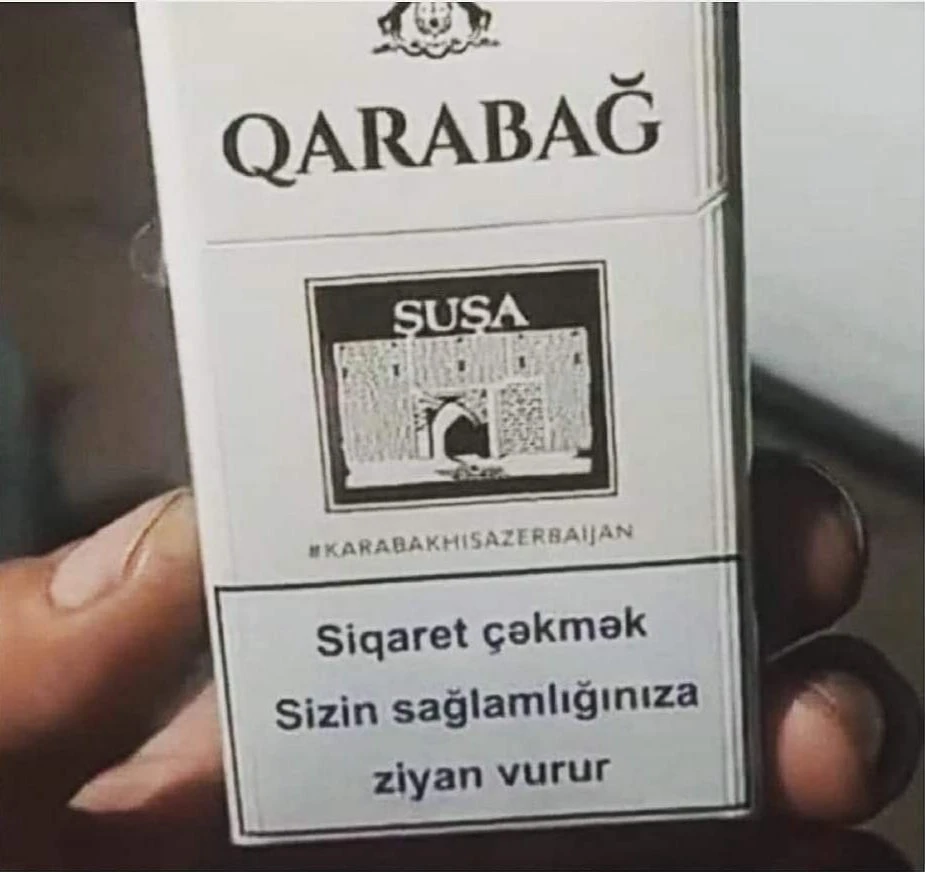 QARABAĞ
ŞUŞA
#KARABAKHISAZERBAIJAN
Siqaret çəkmək
Sizin sağlamlığınıza
ziyan vurur